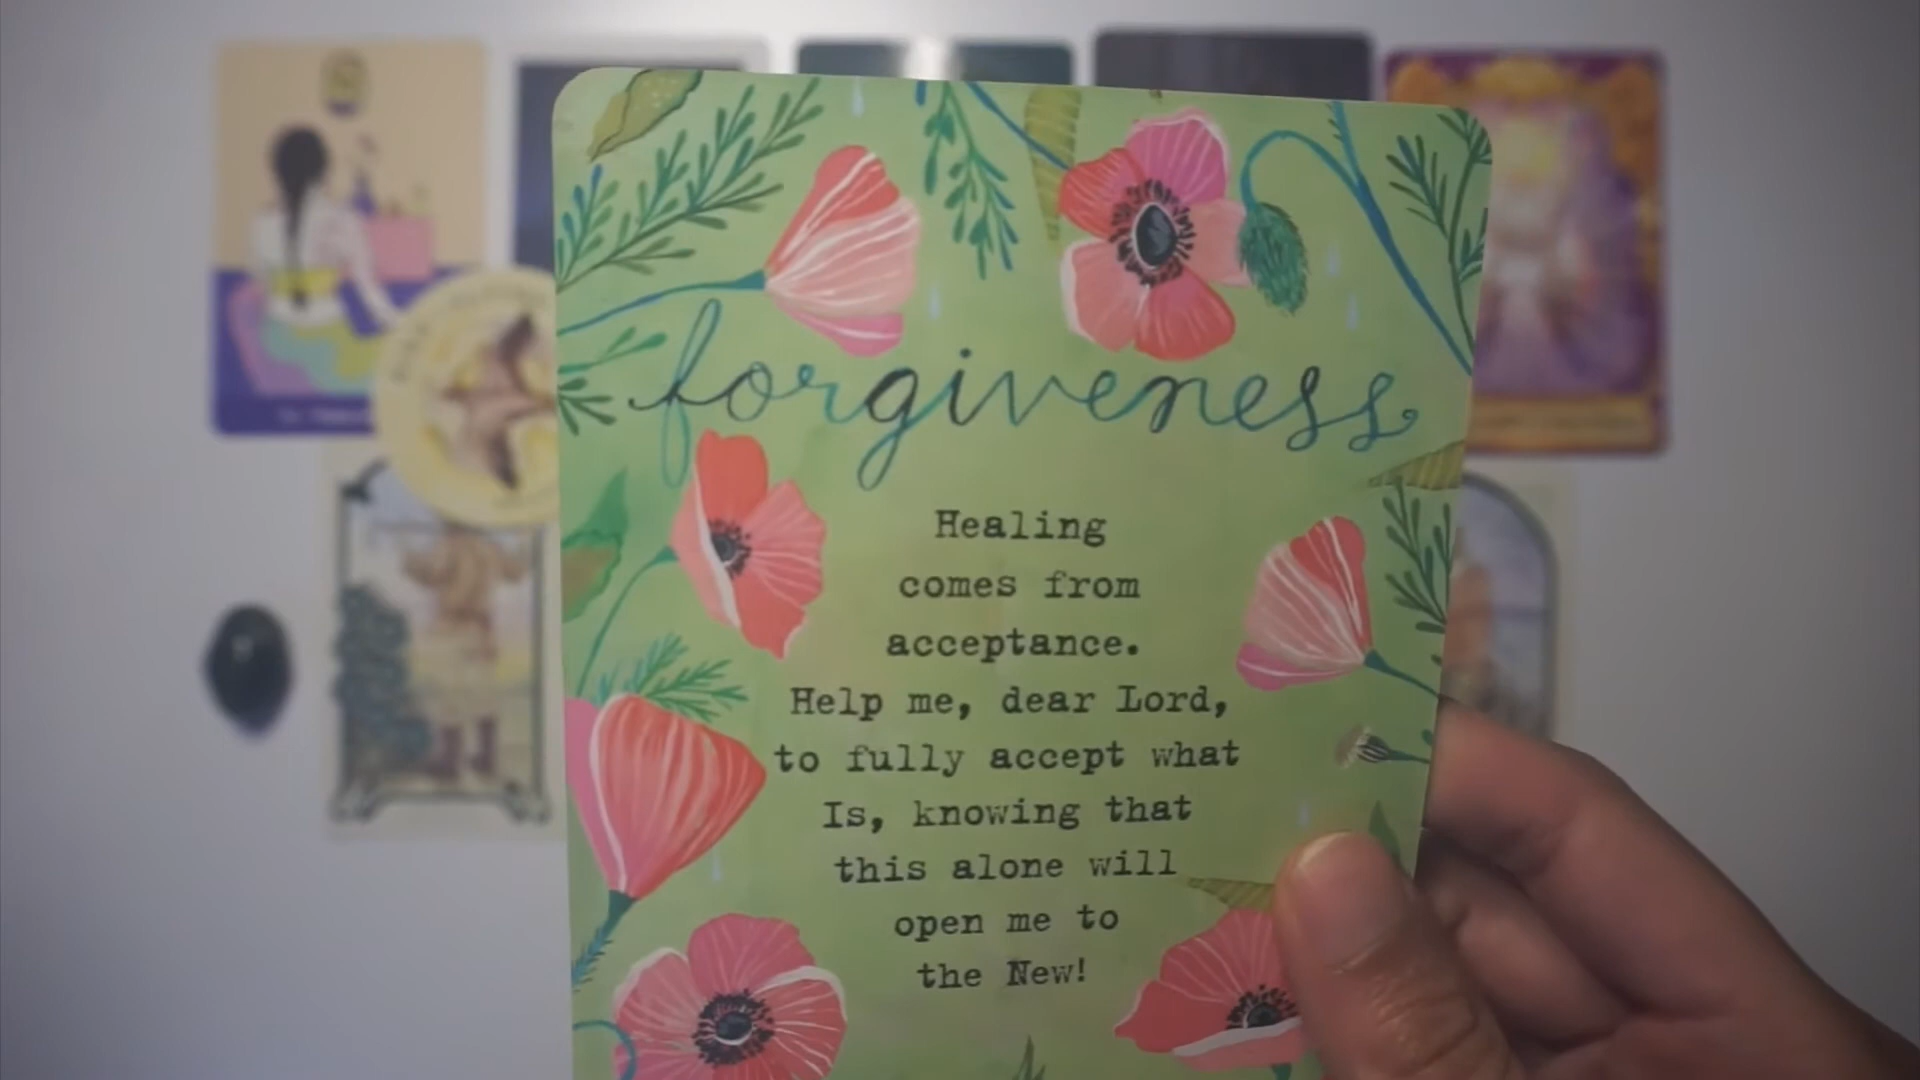 forgiveness
Healing
comes from
acceptance.
Help me, dear Lord,
to fully accept what
Is, knowing that
this alone will
open me to
the New!